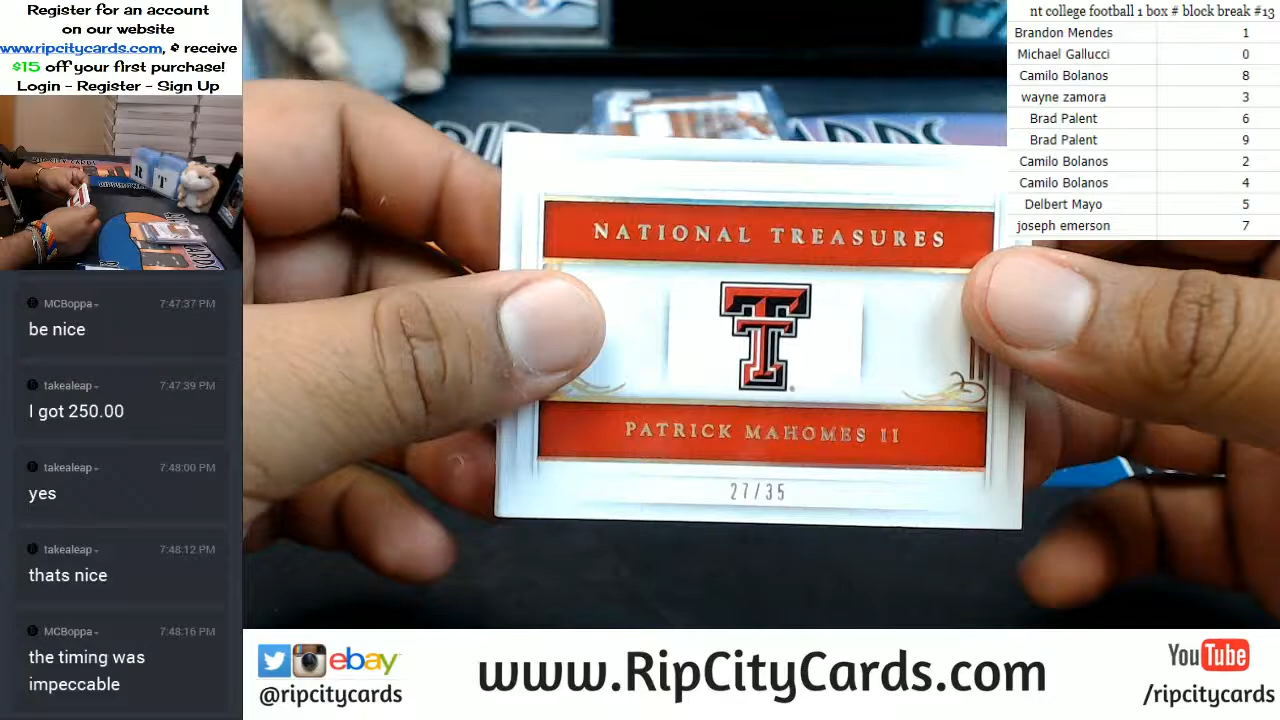 Register for an account
on our website
www.ripcitycards.com, & receive
$15 off your first purchase!
Login - Register - Sign Up
nt college football 1 box # block break #13
Brandon Mendes 1
Michael Gallucci 0
Camilo Bolanos 8
wayne zamora 3
Brad Palent 6
Brad Palent 9
Camilo Bolanos 2
Camilo Bolanos 4
Delbert Mayo 5
joseph emerson 7
RIP CITY CARDS
R T
NATIONAL TREASURES
PATRICK MAHOMES II
27/35
MCBoppa 7:47:37 PM
be nice
takealeap 7:47:39 PM
I got 250.00
takealeap 7:48:00 PM
yes
takealeap 7:48:12 PM
thats nice
MCBoppa 7:48:16 PM
the timing was
impeccable
ebay
@ripcitycards
www.RipCityCards.com
YouTube
/ripcitycards